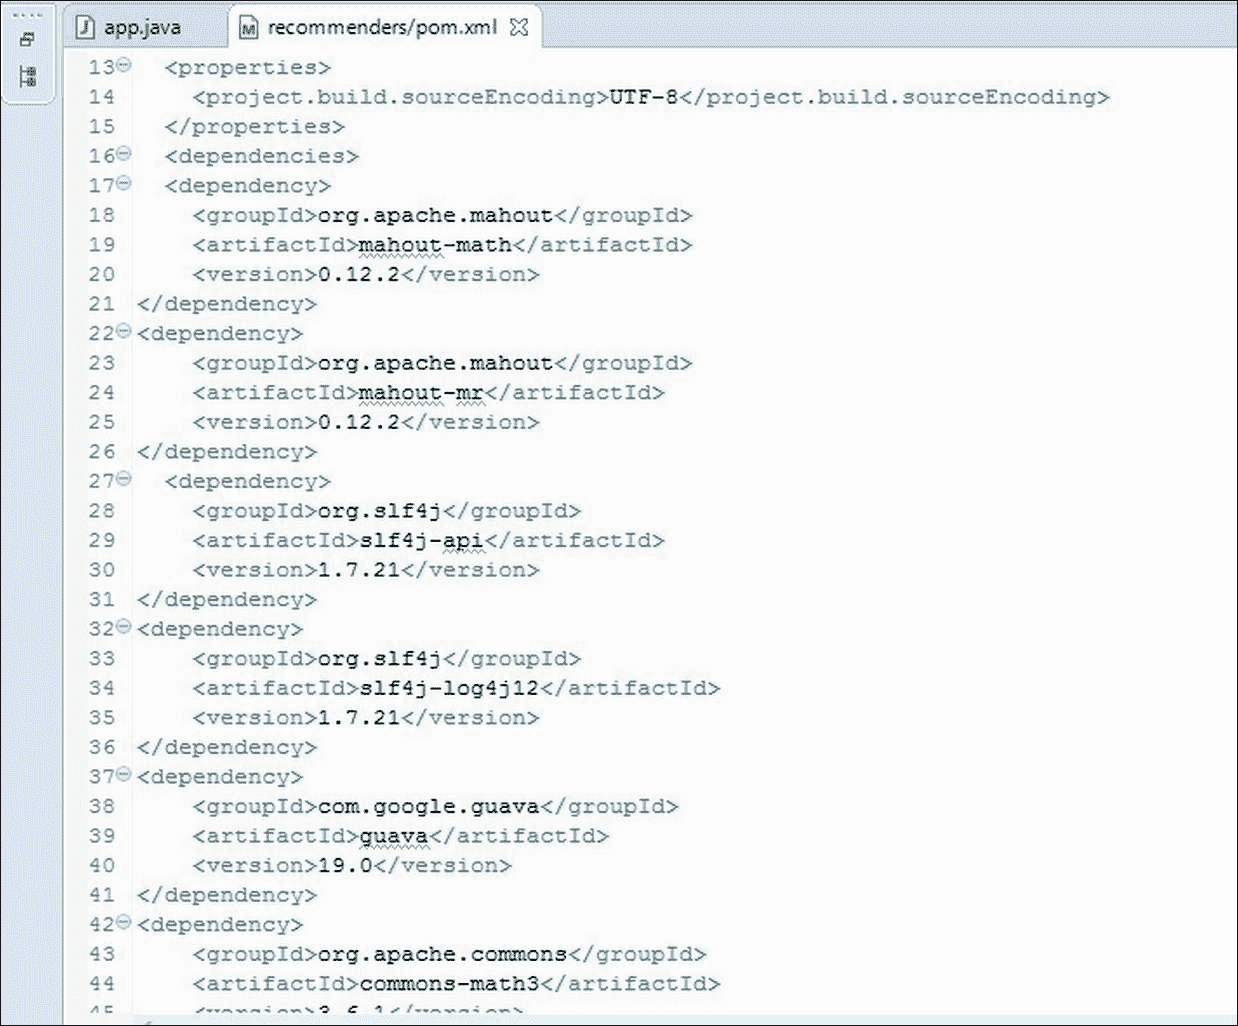 app.java recommenders/pom.xml
13 <properties>
14 <project.build.sourceEncoding>UTF-8</project.build.sourceEncoding>
15 </properties>
16 <dependencies>
17 <dependency>
18 <groupId>org.apache.mahout</groupId>
19 <artifactId>mahout-math</artifactId>
20 <version>0.12.2</version>
21 </dependency>
22 <dependency>
23 <groupId>org.apache.mahout</groupId>
24 <artifactId>mahout-mr</artifactId>
25 <version>0.12.2</version>
26 </dependency>
27 <dependency>
28 <groupId>org.slf4j</groupId>
29 <artifactId>slf4j-api</artifactId>
30 <version>1.7.21</version>
31 </dependency>
32 <dependency>
33 <groupId>org.slf4j</groupId>
34 <artifactId>slf4j-log4j12</artifactId>
35 <version>1.7.21</version>
36 </dependency>
37 <dependency>
38 <groupId>com.google.guava</groupId>
39 <artifactId>guava</artifactId>
40 <version>19.0</version>
41 </dependency>
42 <dependency>
43 <groupId>org.apache.commons</groupId>
44 <artifactId>commons-math3</artifactId>
45 <version>3.6.1</version>